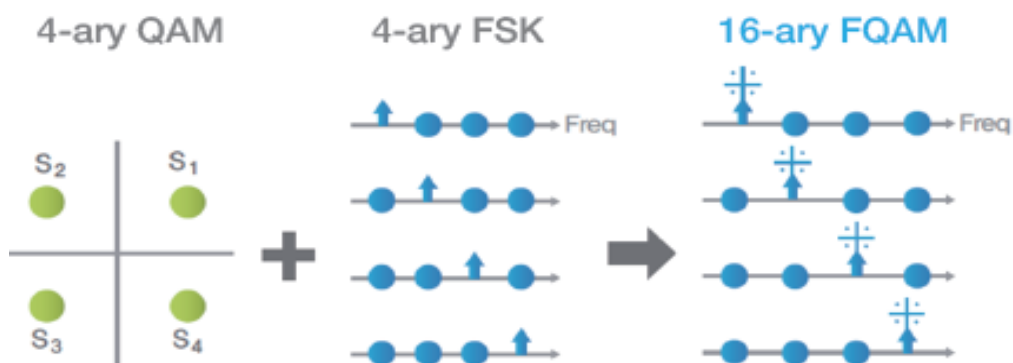 4-ary QAM
4-ary FSK
16-ary FQAM
Freq
Freq
S2
S1
S3
S4